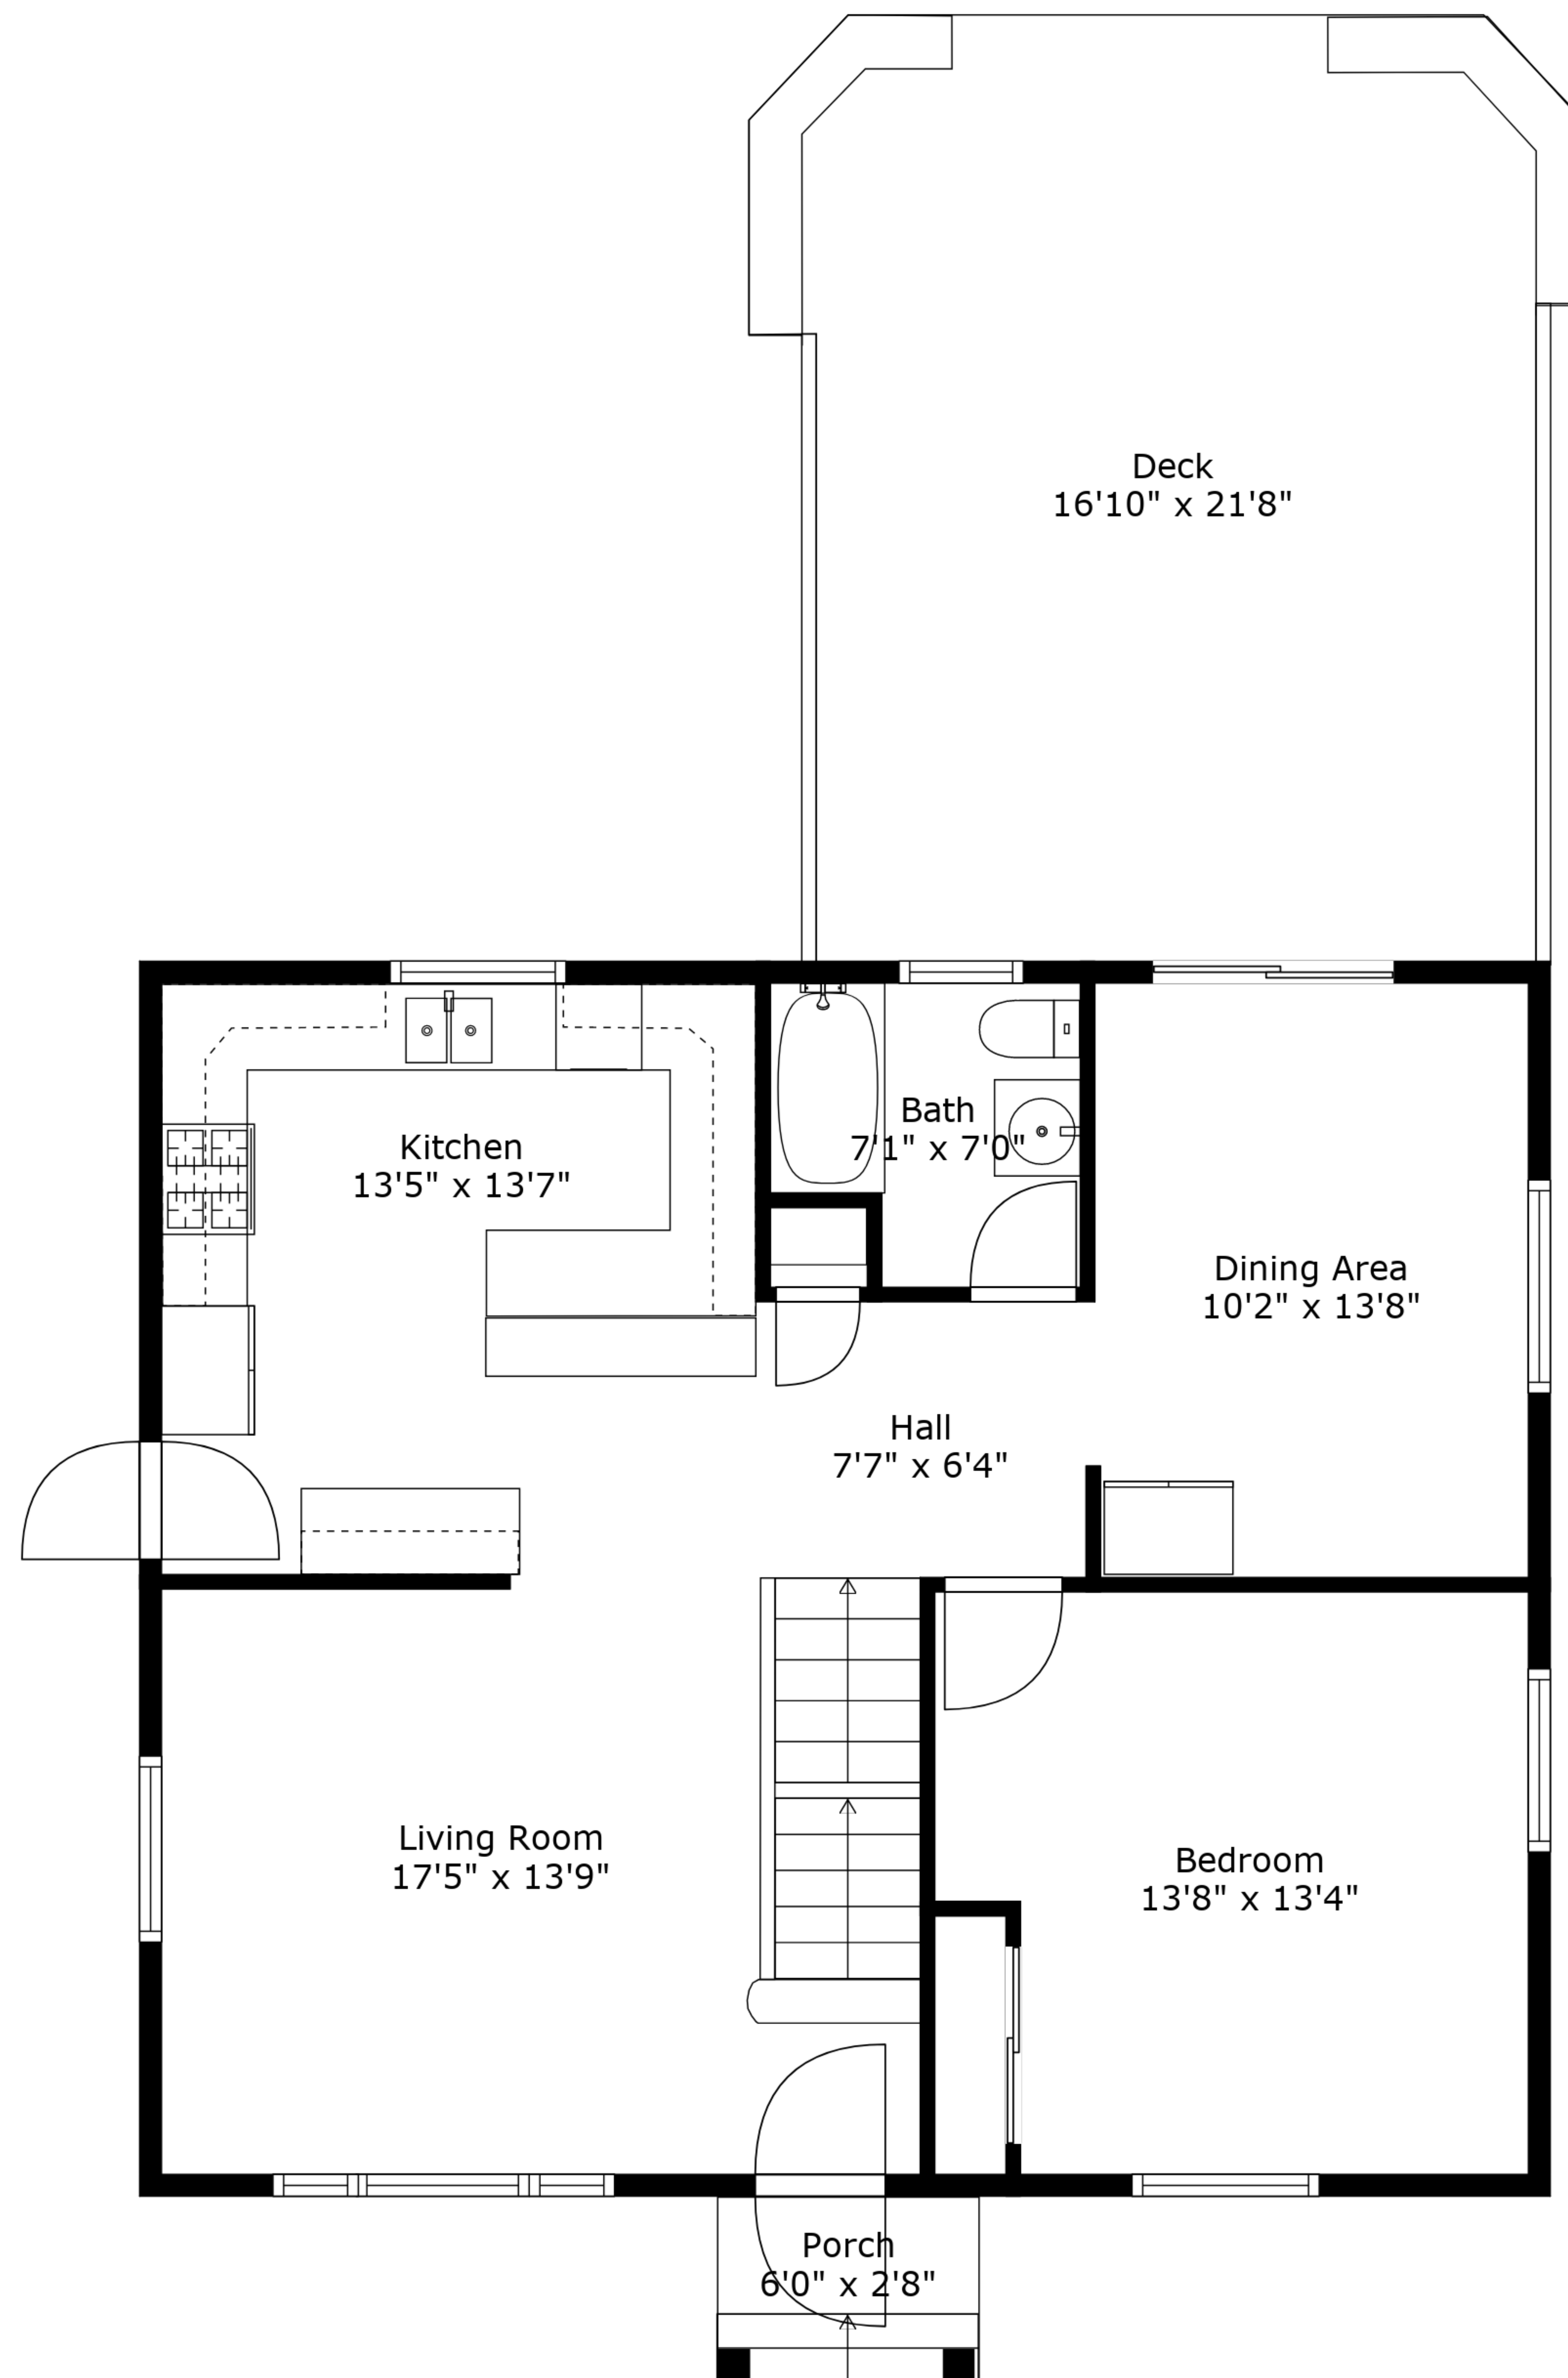 Deck
16'10" x 21'8"
Kitchen
13'5" x 13'7"
Bath
7'1" x 7'0"
Dining Area
10'2" x 13'8"
Hall
7'7" x 6'4"
Living Room
17'5" x 13'9"
Bedroom
13'8" x 13'4"
Porch
6'0" x 2'8"